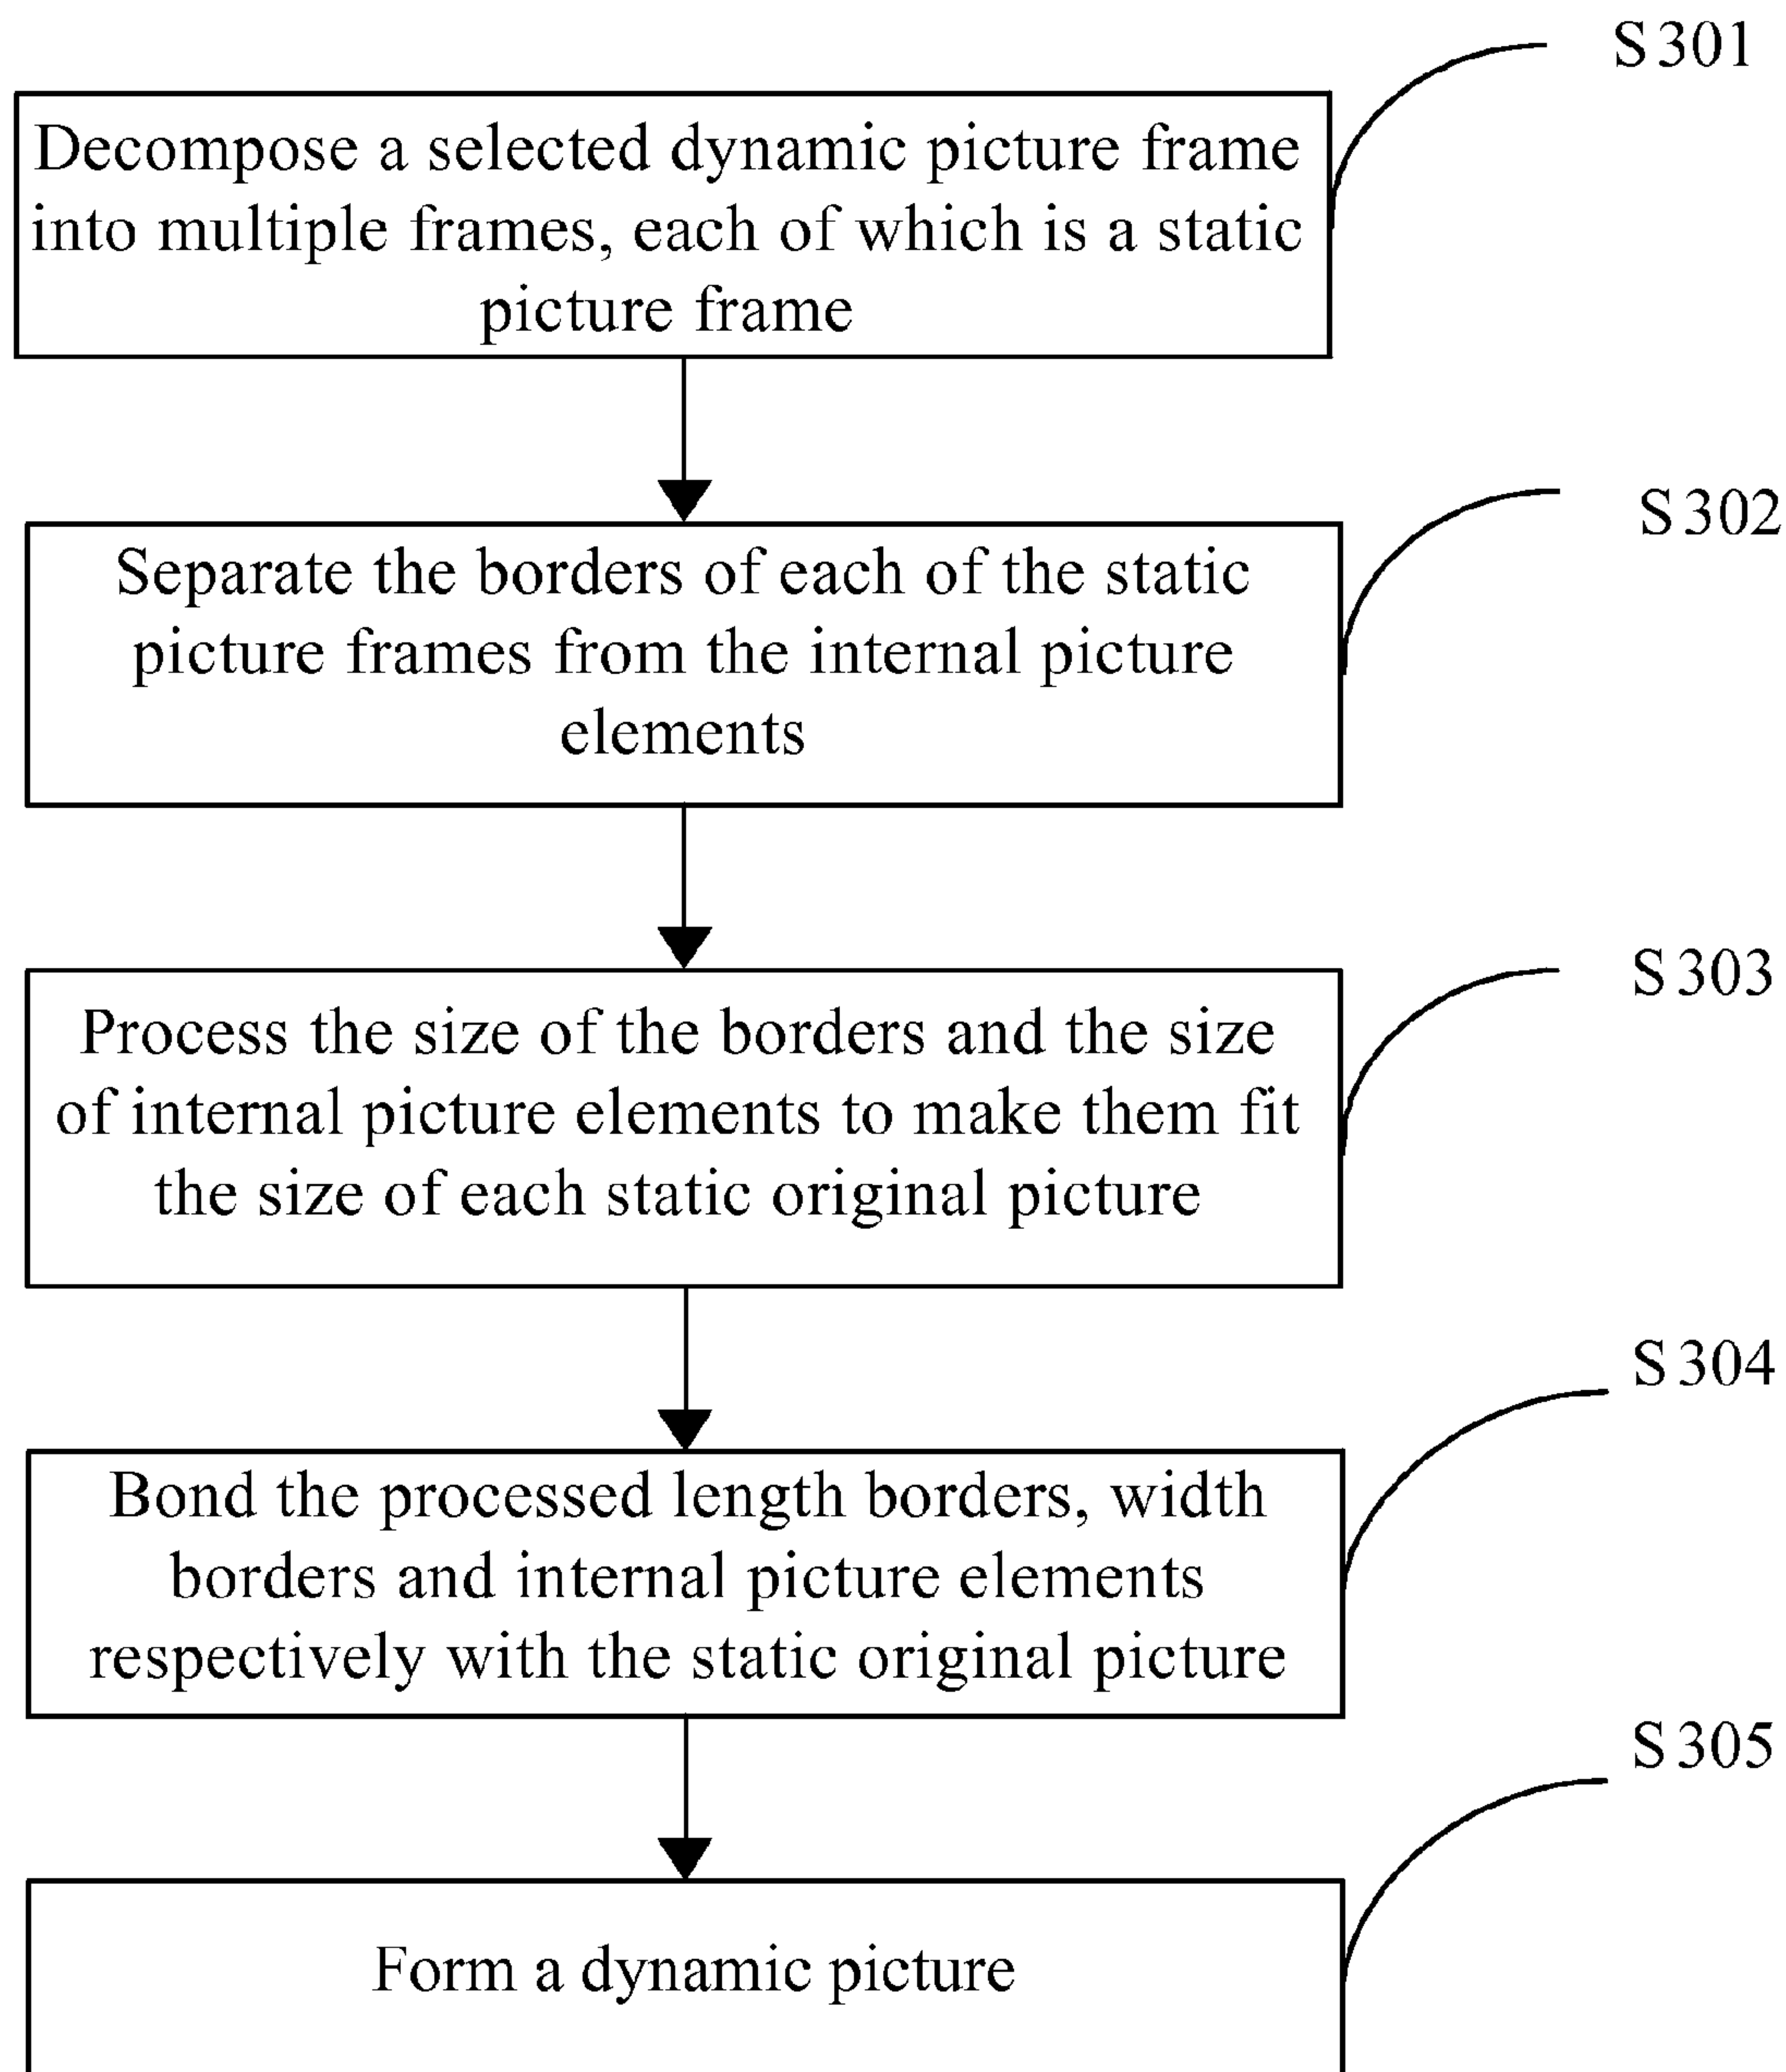 S301
Decompose a selected dynamic picture frame
into multiple frames, each of which is a static
picture frame
S302
Separate the borders of each of the static
picture frames from the internal picture
elements
S303
Process the size of the borders and the size
of internal picture elements to make them fit
the size of each static original picture
S304
Bond the processed length borders, width
borders and internal picture elements
respectively with the static original picture
S305
Form a dynamic picture